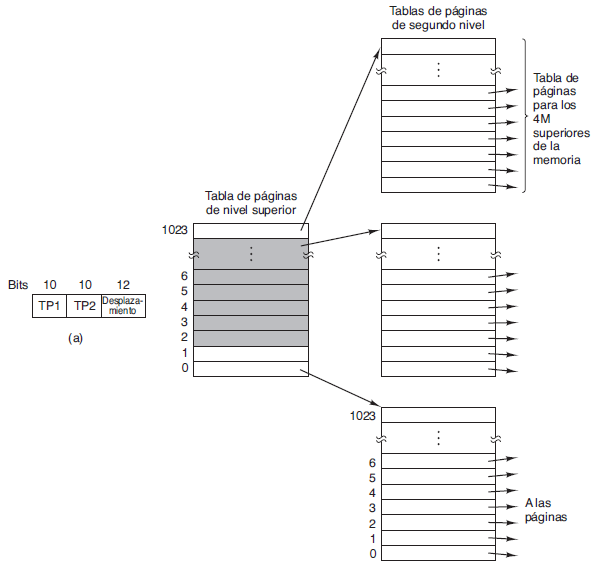 Tablas de páginas
de segundo nivel
Tabla de
páginas
para los
4M
superiores
de la
memoria
Tabla de páginas
de nivel superior
1023
6
5
4
3
2
1
0
Bits 10 10 12
TP1 TP2 Desplaza-
miento
(a)
1023
6
5
4
3
2
1
0
A las
páginas